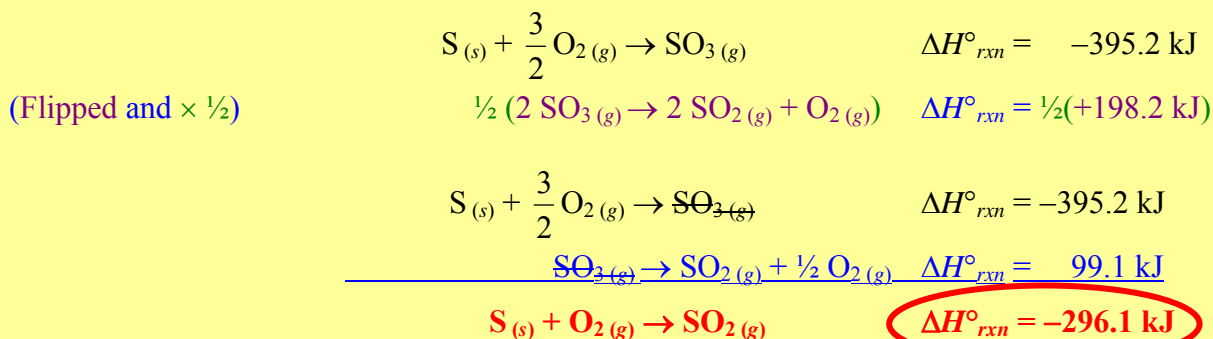 S (s) + 3/2 O₂ (g) → SO₃ (g) ΔH°rxn = –395.2 kJ
(Flipped and × ½) ½ (2 SO₃ (g) → 2 SO₂ (g) + O₂ (g)) ΔH°rxn = ½(+198.2 kJ)
S (s) + 3/2 O₂ (g) → SO₃ (g) ΔH°rxn = –395.2 kJ
SO₃ (g) → SO₂ (g) + ½ O₂ (g) ΔH°rxn = 99.1 kJ
S (s) + O₂ (g) → SO₂ (g) ΔH°rxn = –296.1 kJ